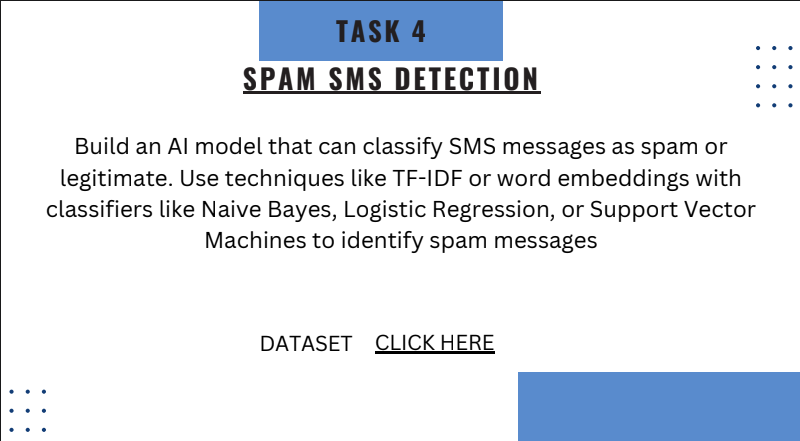 TASK 4
SPAM SMS DETECTION
Build an AI model that can classify SMS messages as spam or
legitimate. Use techniques like TF-IDF or word embeddings with
classifiers like Naive Bayes, Logistic Regression, or Support Vector
Machines to identify spam messages
DATASET CLICK HERE